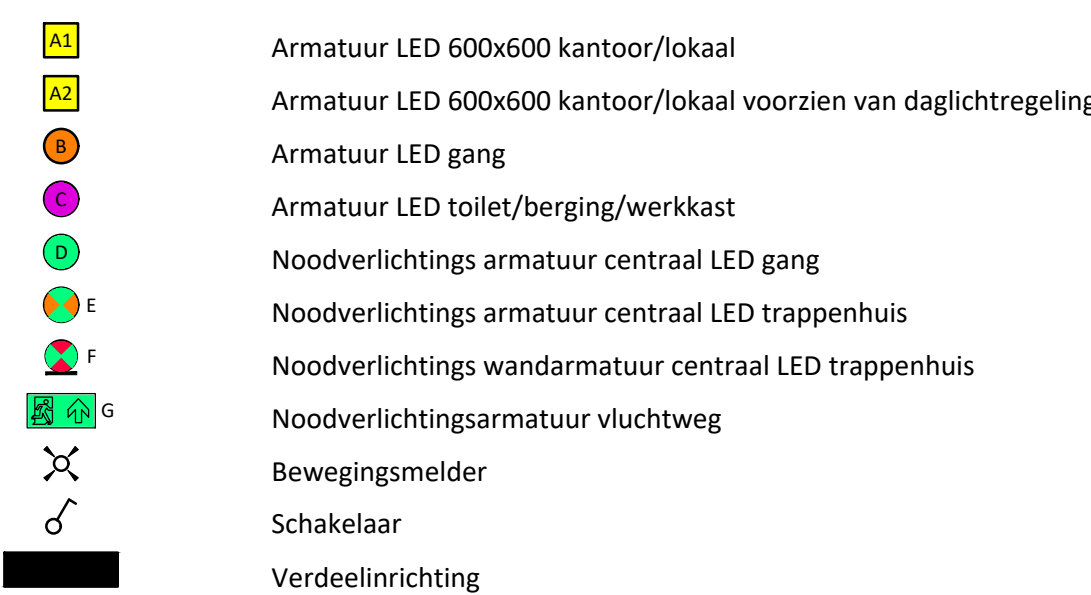 A1 Armatuur LED 600x600 kantoor/lokaal
A2 Armatuur LED 600x600 kantoor/lokaal voorzien van daglichtregeling
B Armatuur LED gang
C Armatuur LED toilet/berging/werkkast
D Noodverlichtings armatuur centraal LED gang
E Noodverlichtings armatuur centraal LED trappenhuis
F Noodverlichtings wandarmatuur centraal LED trappenhuis
G Noodverlichtingsarmatuur vluchtweg
Bewegingsmelder
Schakelaar
Verdeelinrichting